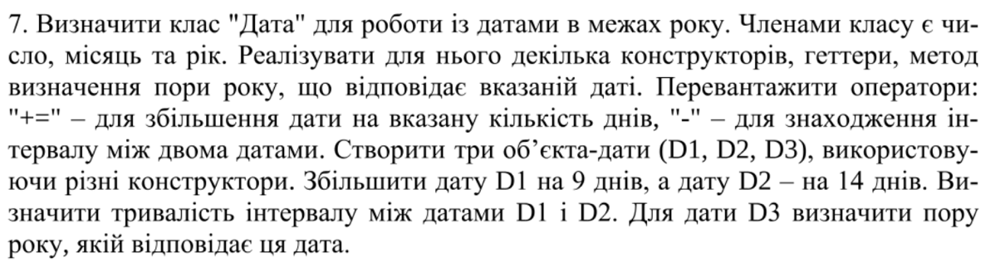 7. Визначити клас "Дата" для роботи із датами в межах року. Членами класу є чи-
сло, місяць та рік. Реалізувати для нього декілька конструкторів, геттери, метод
визначення пори року, що відповідає вказаній даті. Перевантажити оператори:
"+=" – для збільшення дати на вказану кількість днів, "-" – для знаходження ін-
тервалу між двома датами. Створити три об’єкта-дати (D1, D2, D3), використову-
ючи різні конструктори. Збільшити дату D1 на 9 днів, а дату D2 – на 14 днів. Ви-
значити тривалість інтервалу між датами D1 і D2. Для дати D3 визначити пору
року, якій відповідає ця дата.